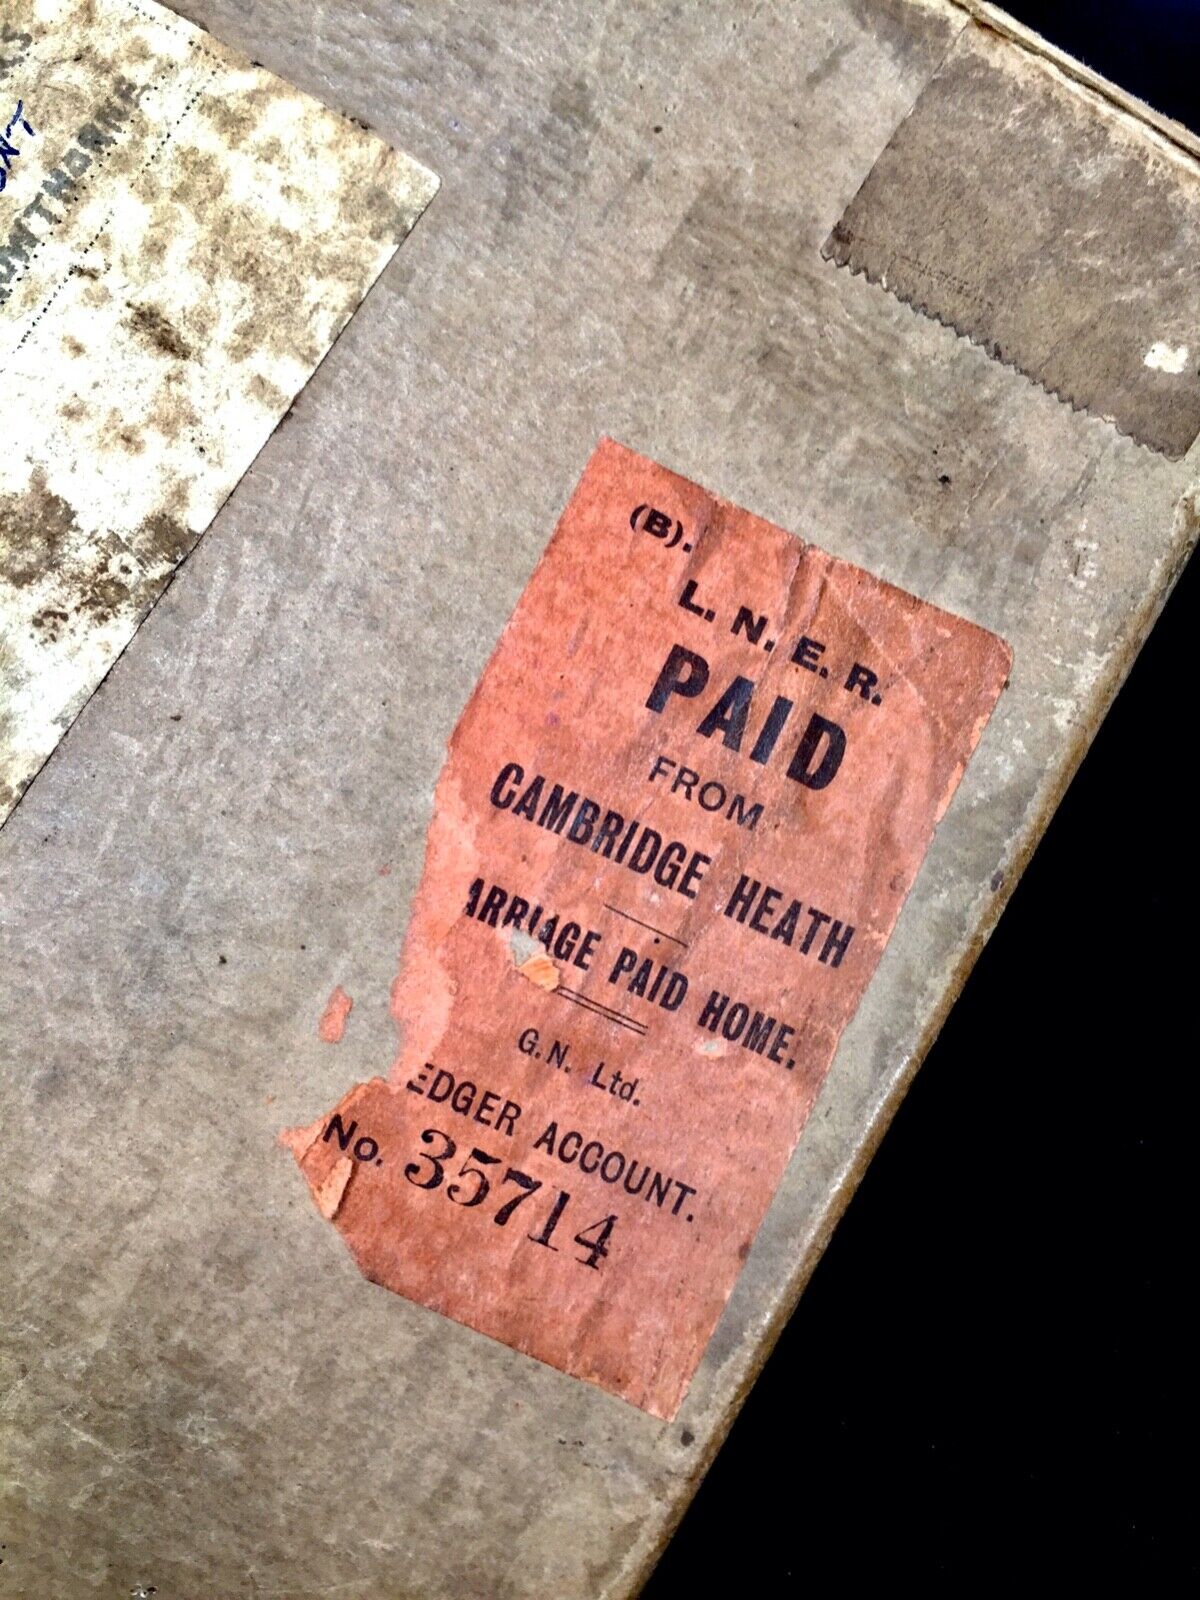 (B).
L. N. E. R.
PAID
FROM
CAMBRIDGE HEATH
ARRIAGE PAID HOME.
G.N. Ltd.
EDGER ACCOUNT.
No. 35714